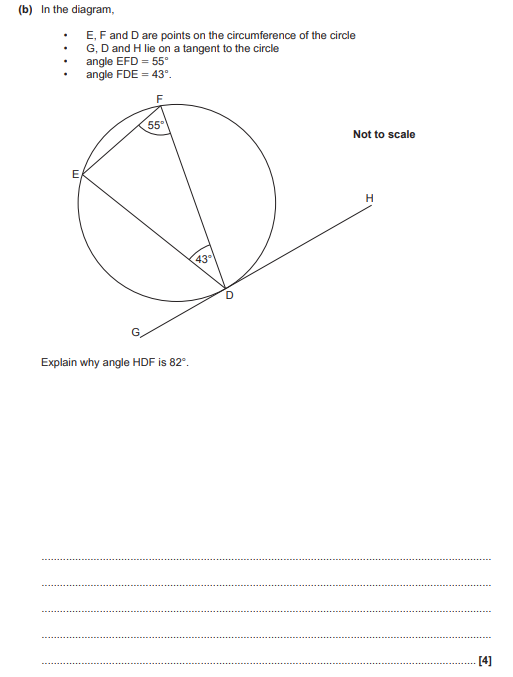 (b) In the diagram,
• E, F and D are points on the circumference of the circle
• G, D and H lie on a tangent to the circle
• angle EFD = 55°
• angle FDE = 43°.
F
55°
Not to scale
E
H
43°
D
G
Explain why angle HDF is 82°.
[4]